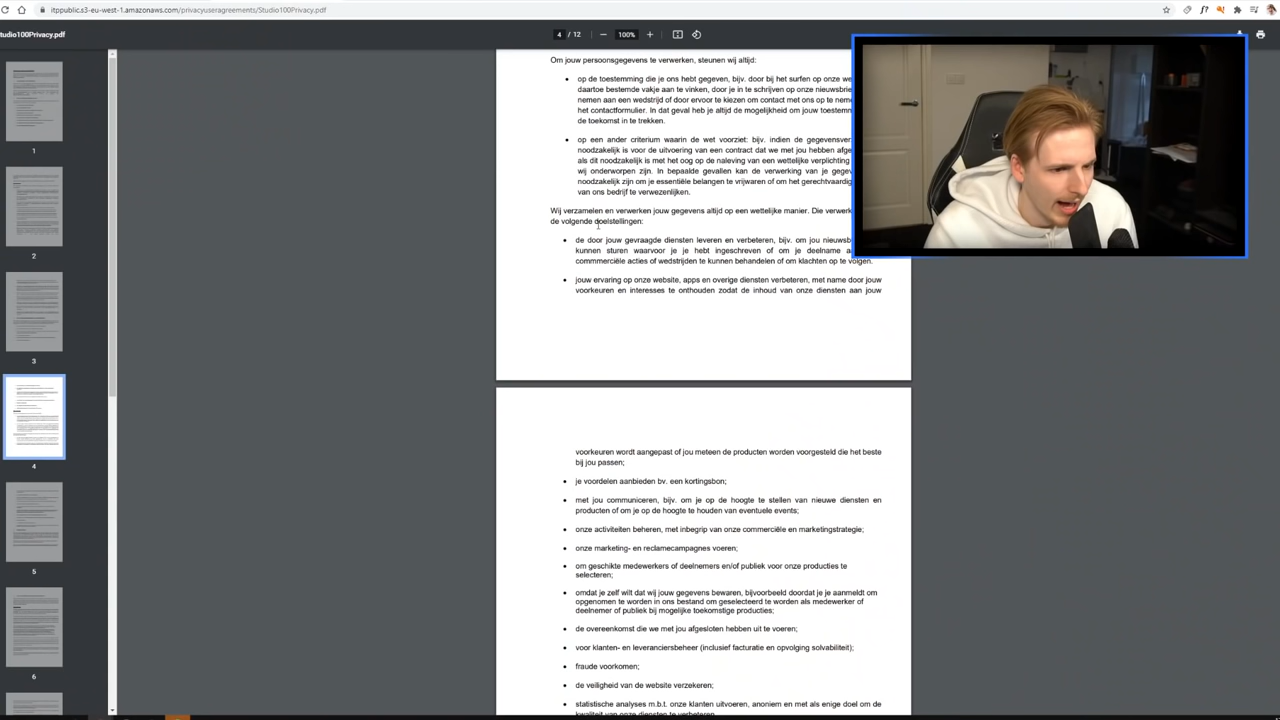 itppublic.s3-eu-west-1.amazonaws.com/privacyuseragreements/Studio100Privacy.pdf
tudio100Privacy.pdf
4 / 12
100%
Om jouw persoonsgegevens te verwerken, steunen wij altijd:
• op de toestemming die je ons hebt gegeven, bijv. door bij het surfen op onze we
daartoe bestemde vakje aan te vinken, door je in te schrijven op onze nieuwsbrie
nemen aan een wedstrijd of door ervoor te kiezen om contact met ons op te nem
het contactformulier. In dat geval heb je altijd de mogelijkheid om jouw toestemm
de toekomst in te trekken.
• op een ander criterium waarin de wet voorziet: bijv. indien de gegevensver
noodzakelijk is voor de uitvoering van een contract dat we met jou hebben afge
als dit noodzakelijk is met het oog op de naleving van een wettelijke verplichting
wij onderworpen zijn. In bepaalde gevallen kan de verwerking van je gegev
noodzakelijk zijn om je essentiële belangen te vrijwaren of om het gerechtvaardig
van ons bedrijf te verwezenlijken.
Wij verzamelen en verwerken jouw gegevens altijd op een wettelijke manier. Die verwerk
de volgende doelstellingen:
• de door jouw gevraagde diensten leveren en verbeteren, bijv. om jou nieuwsb
kunnen sturen waarvoor je je hebt ingeschreven of om je deelname a
commmerciële acties of wedstrijden te kunnen behandelen of om klachten op te volgen.
• jouw ervaring op onze website, apps en overige diensten verbeteren, met name door jouw
voorkeuren en interesses te onthouden zodat de inhoud van onze diensten aan jouw
voorkeuren wordt aangepast of jou meteen de producten worden voorgesteld die het beste
bij jou passen;
• je voordelen aanbieden bv. een kortingsbon;
• met jou communiceren, bijv. om je op de hoogte te stellen van nieuwe diensten en
producten of om je op de hoogte te houden van eventuele events;
• onze activiteiten beheren, met inbegrip van onze commerciële en marketingstrategie;
• onze marketing- en reclamecampagnes voeren;
• om geschikte medewerkers of deelnemers en/of publiek voor onze producties te
selecteren;
• omdat je zelf wilt dat wij jouw gegevens bewaren, bijvoorbeeld doordat je je aanmeldt om
opgenomen te worden in ons bestand om geselecteerd te worden als medewerker of
deelnemer of publiek bij mogelijke toekomstige producties;
• de overeenkomst die we met jou afgesloten hebben uit te voeren;
• voor klanten- en leveranciersbeheer (inclusief facturatie en opvolging solvabiliteit);
• fraude voorkomen;
• de veiligheid van de website verzekeren;
• statistische analyses m.b.t. onze klanten uitvoeren, anoniem en met als enige doel om de
kwaliteit van onze diensten te verbeteren
1
2
3
4
5
6